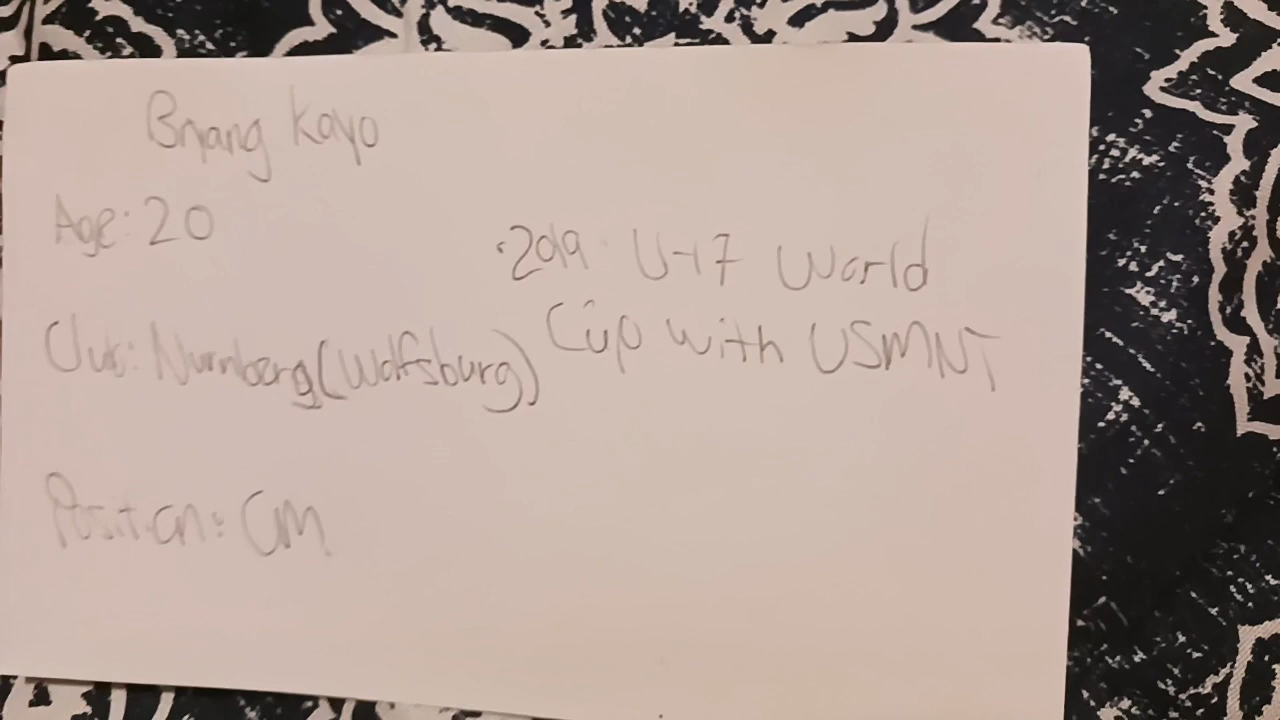 Bryang Kayo
Age: 20
Club: Nurnberg (Wolfsburg)
Position: CM
·2019 U-17 World
Cup with USMNT